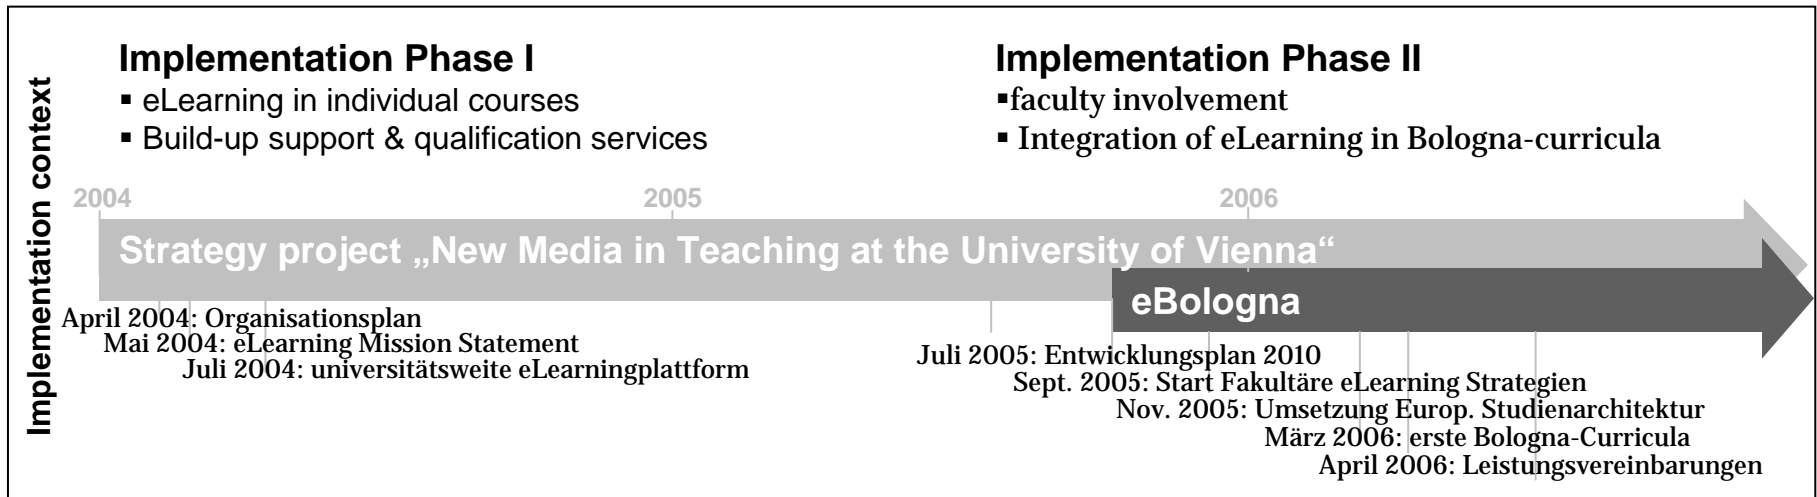 Implementation context
Implementation Phase I
▪ eLearning in individual courses
▪ Build-up support & qualification services
Implementation Phase II
▪faculty involvement
▪ Integration of eLearning in Bologna-curricula
2004
2005
2006
Strategy project „New Media in Teaching at the University of Vienna“
eBologna
April 2004: Organisationsplan
Mai 2004: eLearning Mission Statement
Juli 2004: universitätsweite eLearningplattform
Juli 2005: Entwicklungsplan 2010
Sept. 2005: Start Fakultäre eLearning Strategien
Nov. 2005: Umsetzung Europ. Studienarchitektur
März 2006: erste Bologna-Curricula
April 2006: Leistungsvereinbarungen